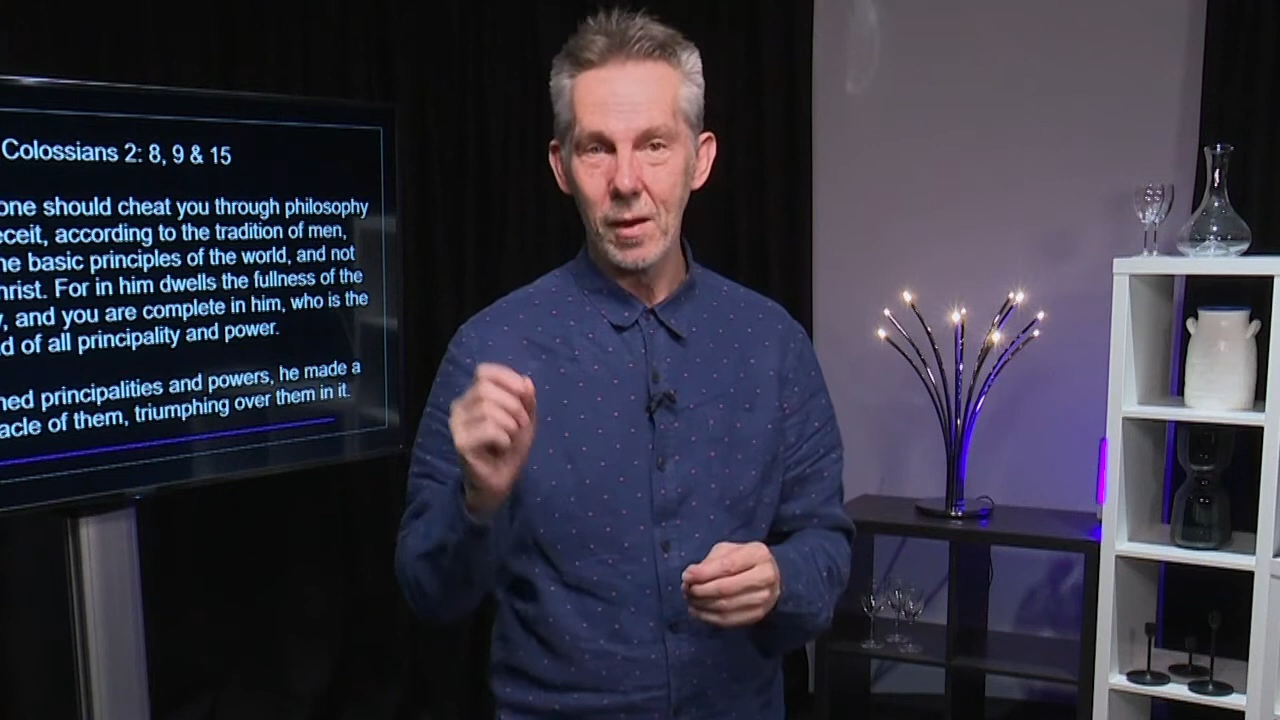 Colossians 2: 8, 9 & 15
one should cheat you through philosophy
eceit, according to the tradition of men,
he basic principles of the world, and not
hrist. For in him dwells the fullness of the
, and you are complete in him, who is the
d of all principality and power.
ned principalities and powers, he made a
acle of them, triumphing over them in it.